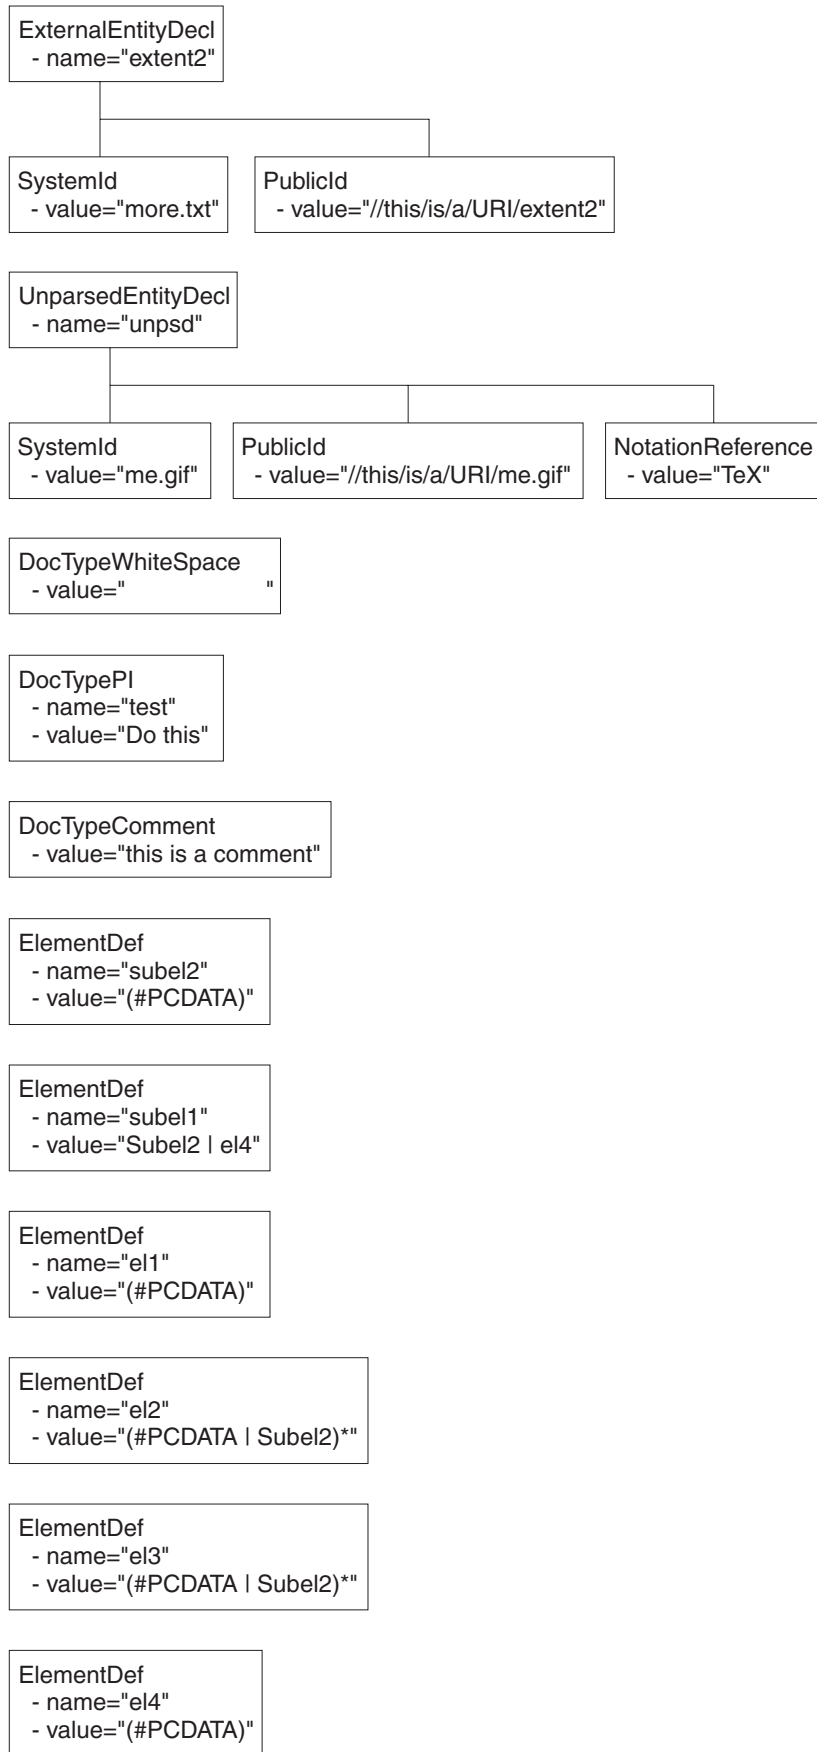 ExternalEntityDecl
- name="extent2"
SystemId
- value="more.txt"
PublicId
- value="//this/is/a/URI/extent2"
UnparsedEntityDecl
- name="unpsd"
SystemId
- value="me.gif"
PublicId
- value="//this/is/a/URI/me.gif"
NotationReference
- value="TeX"
DocTypeWhiteSpace
- value="                    "
DocTypePI
- name="test"
- value="Do this"
DocTypeComment
- value="this is a comment"
ElementDef
- name="subel2"
- value="(#PCDATA)"
ElementDef
- name="subel1"
- value="Subel2 | el4"
ElementDef
- name="el1"
- value="(#PCDATA)"
ElementDef
- name="el2"
- value="(#PCDATA | Subel2)*"
ElementDef
- name="el3"
- value="(#PCDATA | Subel2)*"
ElementDef
- name="el4"
- value="(#PCDATA)"